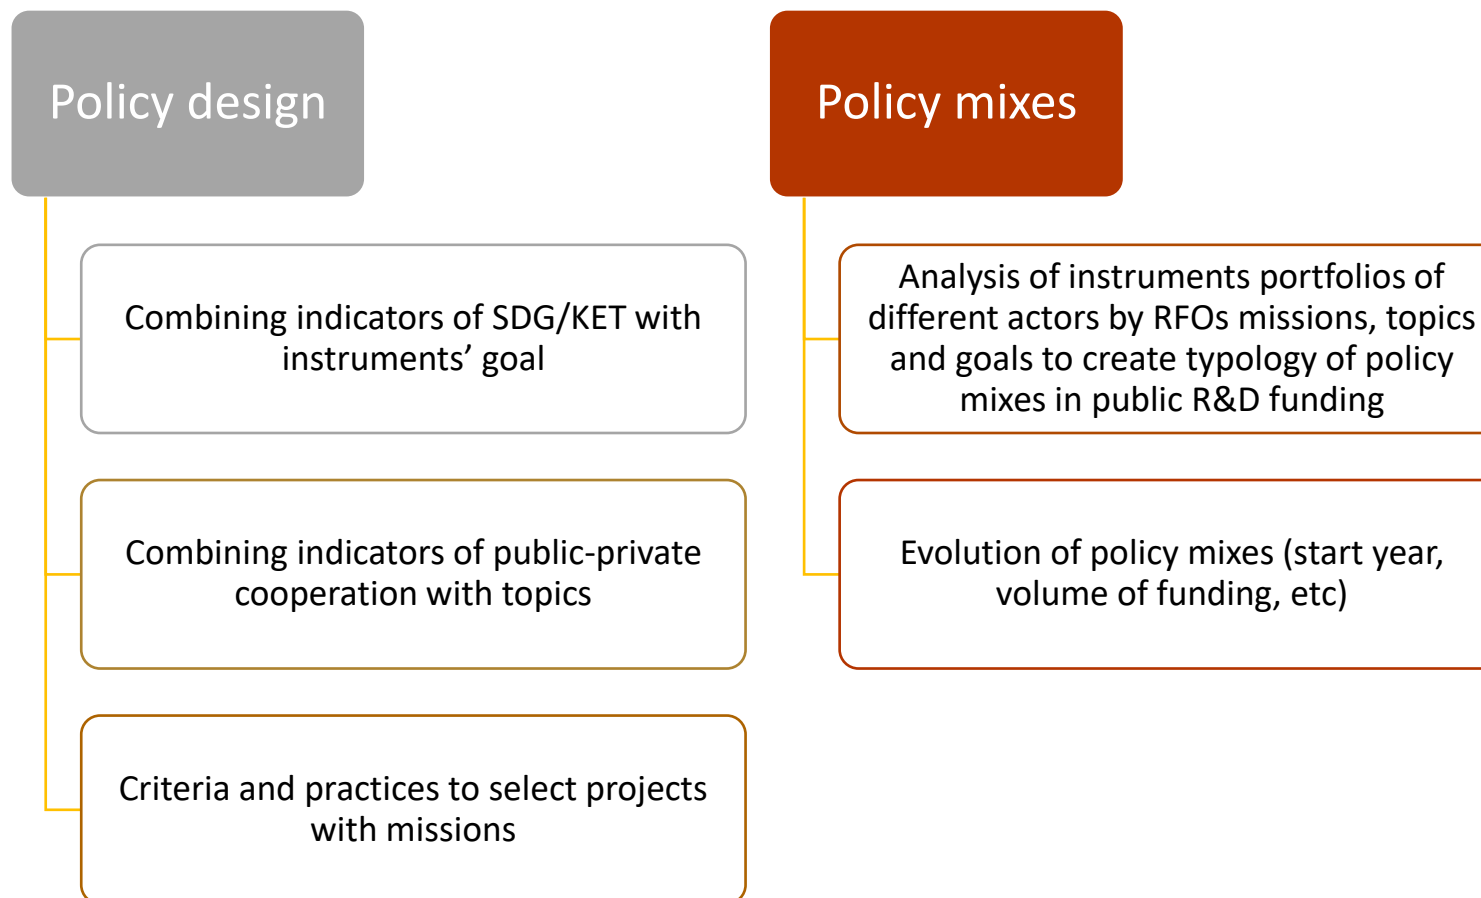 Policy design
Combining indicators of SDG/KET with
instruments’ goal
Combining indicators of public-private
cooperation with topics
Criteria and practices to select projects
with missions
Policy mixes
Analysis of instruments portfolios of
different actors by RFOs missions, topics
and goals to create typology of policy
mixes in public R&D funding
Evolution of policy mixes (start year,
volume of funding, etc)